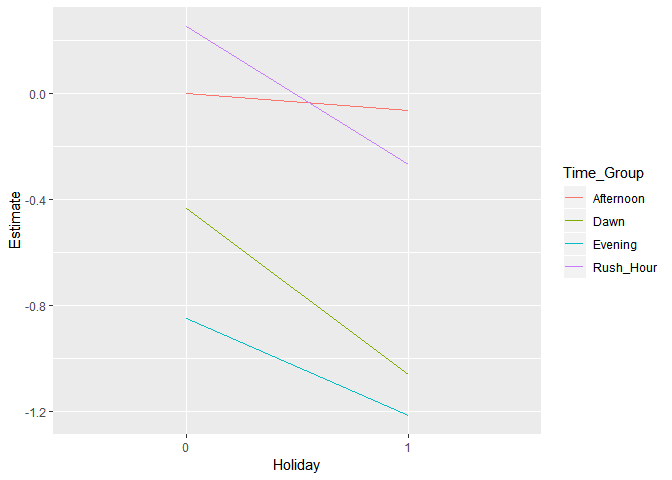 0.0
-0.4
-0.8
-1.2
Estimate
0
1
Holiday
Time_Group
Afternoon
Dawn
Evening
Rush_Hour